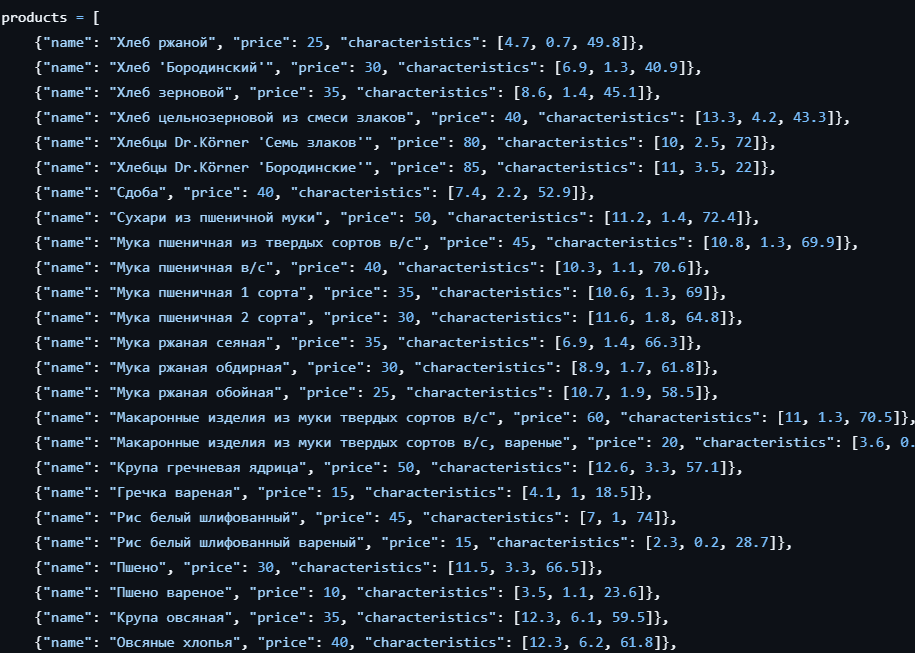 products = [
{"name": "Хлеб ржаной", "price": 25, "characteristics": [4.7, 0.7, 49.8]},
{"name": "Хлеб 'Бородинский'", "price": 30, "characteristics": [6.9, 1.3, 40.9]},
{"name": "Хлеб зерновой", "price": 35, "characteristics": [8.6, 1.4, 45.1]},
{"name": "Хлеб цельнозерновой из смеси злаков", "price": 40, "characteristics": [13.3, 4.2, 43.3]},
{"name": "Хлебцы Dr.Körner 'Семь злаков'", "price": 80, "characteristics": [10, 2.5, 72]},
{"name": "Хлебцы Dr.Körner 'Бородинские'", "price": 85, "characteristics": [11, 3.5, 22]},
{"name": "Сдоба", "price": 40, "characteristics": [7.4, 2.2, 52.9]},
{"name": "Сухари из пшеничной муки", "price": 50, "characteristics": [11.2, 1.4, 72.4]},
{"name": "Мука пшеничная из твердых сортов в/с", "price": 45, "characteristics": [10.8, 1.3, 69.9]},
{"name": "Мука пшеничная в/с", "price": 40, "characteristics": [10.3, 1.1, 70.6]},
{"name": "Мука пшеничная 1 сорта", "price": 35, "characteristics": [10.6, 1.3, 69]},
{"name": "Мука пшеничная 2 сорта", "price": 30, "characteristics": [11.6, 1.8, 64.8]},
{"name": "Мука ржаная сеяная", "price": 35, "characteristics": [6.9, 1.4, 66.3]},
{"name": "Мука ржаная обдирная", "price": 30, "characteristics": [8.9, 1.7, 61.8]},
{"name": "Мука ржаная обойная", "price": 25, "characteristics": [10.7, 1.9, 58.5]},
{"name": "Макаронные изделия из муки твердых сортов в/с", "price": 60, "characteristics": [11, 1.3, 70.5]},
{"name": "Макаронные изделия из муки твердых сортов в/с, вареные", "price": 20, "characteristics": [3.6, 0.
{"name": "Крупа гречневая ядрица", "price": 50, "characteristics": [12.6, 3.3, 57.1]},
{"name": "Гречка вареная", "price": 15, "characteristics": [4.1, 1, 18.5]},
{"name": "Рис белый шлифованный", "price": 45, "characteristics": [7, 1, 74]},
{"name": "Рис белый шлифованный вареный", "price": 15, "characteristics": [2.3, 0.2, 28.7]},
{"name": "Пшено", "price": 30, "characteristics": [11.5, 3.3, 66.5]},
{"name": "Пшено вареное", "price": 10, "characteristics": [3.5, 1.1, 23.6]},
{"name": "Крупа овсяная", "price": 35, "characteristics": [12.3, 6.1, 59.5]},
{"name": "Овсяные хлопья", "price": 40, "characteristics": [12.3, 6.2, 61.8]},